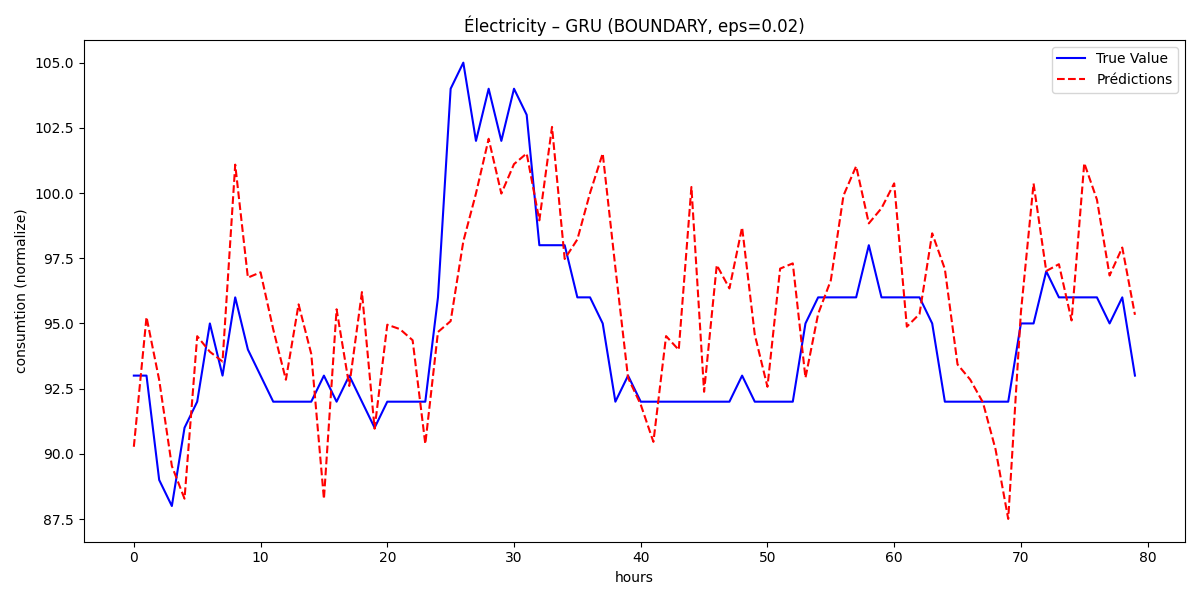 Électricity – GRU (BOUNDARY, eps=0.02)
True Value
Prédictions
consumtion (normalize)
105.0
102.5
100.0
97.5
95.0
92.5
90.0
87.5
0 10 20 30 40 50 60 70 80
hours